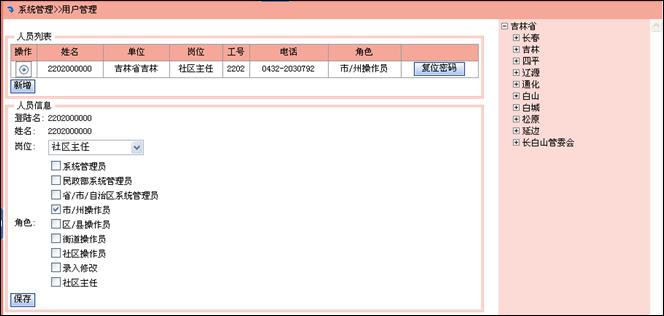 系统管理>>用户管理
人员列表
操作 姓名 单位 岗位 工号 电话 角色
2202000000 吉林省吉林 社区主任 2202 0432-2030792 市/州操作员 复位密码
新增
人员信息
登陆名: 2202000000
姓名: 2202000000
岗位: 社区主任
角色:
系统管理员
民政部系统管理员
省/市/自治区系统管理员
市/州操作员
区/县操作员
街道操作员
社区操作员
录入修改
社区主任
保存
吉林省
长春
吉林
四平
辽源
通化
白山
白城
松原
延边
长白山管委会